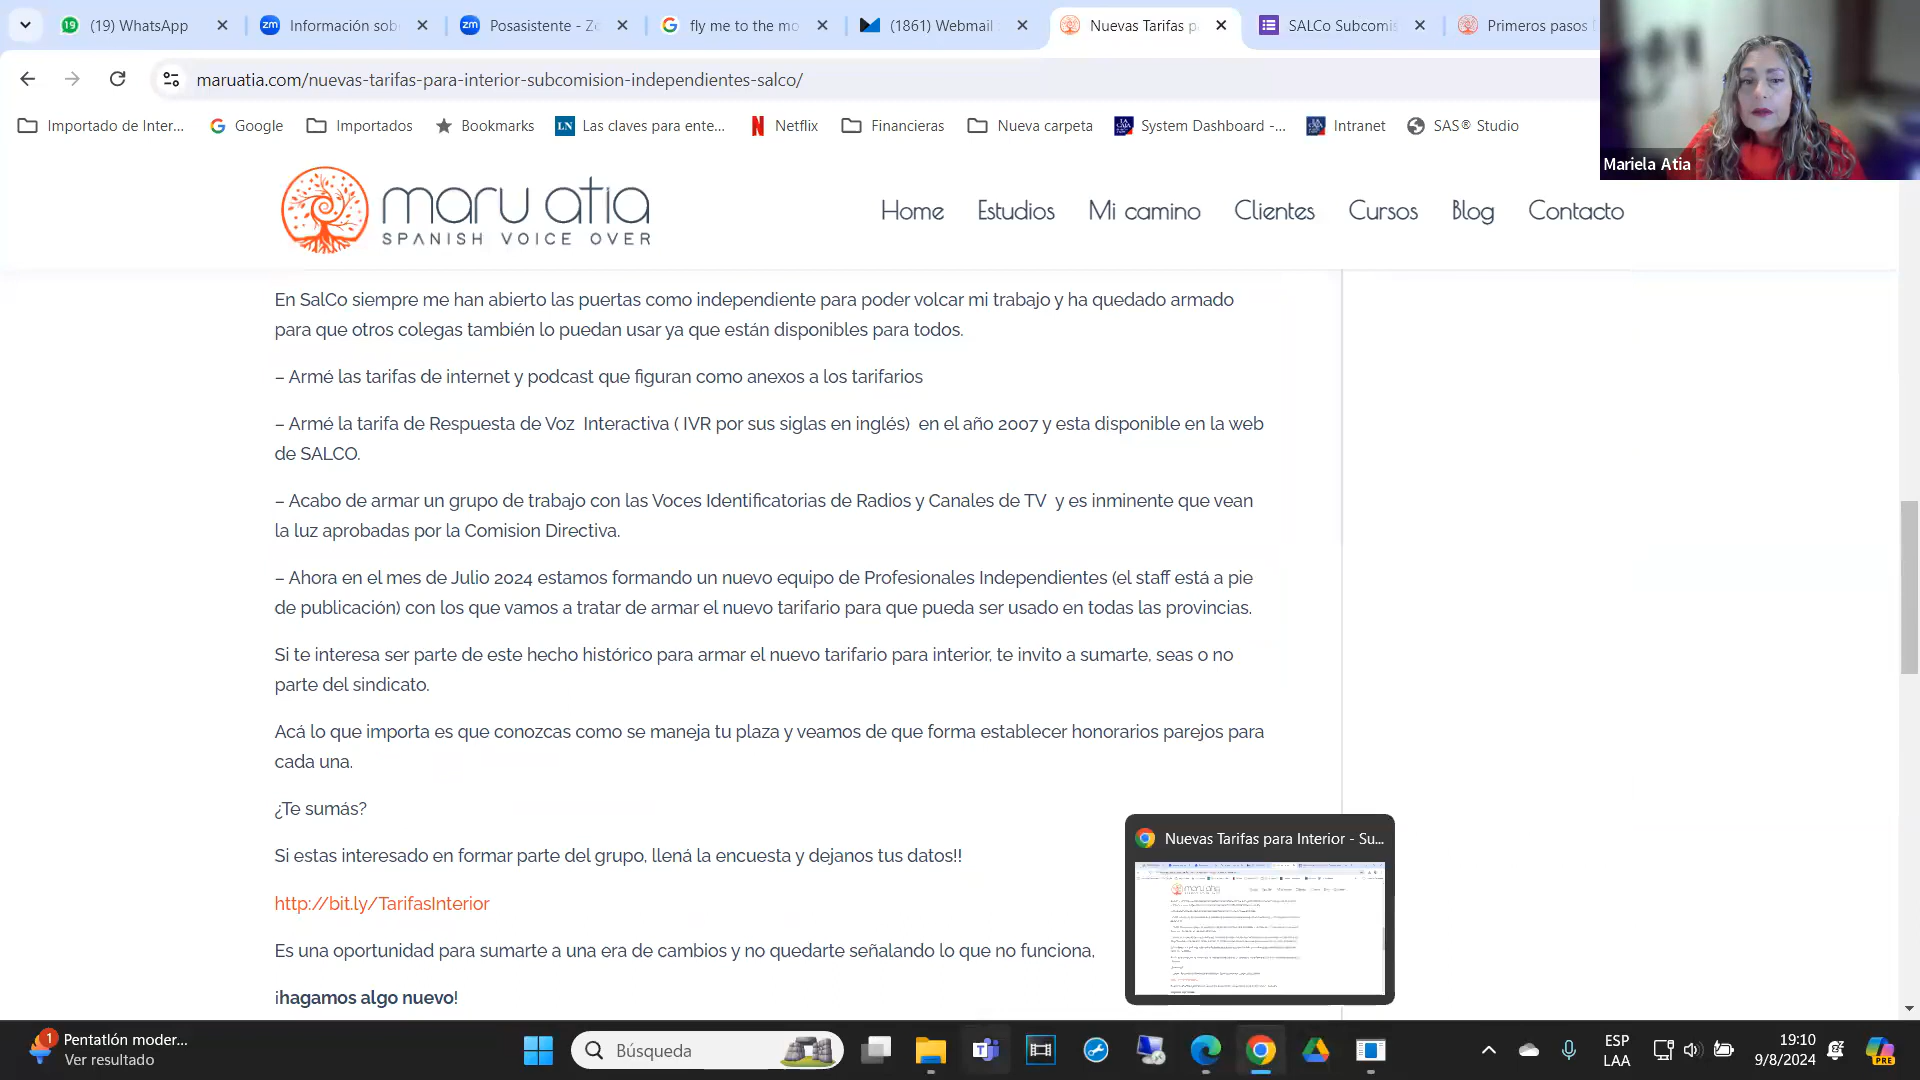 (19) WhatsApp
Información sob
Posasistente - Z
fly me to the mo
(1861) Webmail
Nuevas Tarifas p
SALCo Subcomis
Primeros pasos
maruatia.com/nuevas-tarifas-para-interior-subcomision-independientes-salco/
Importado de Inter...
Google
Importados
Bookmarks
LN Las claves para ente...
Netflix
Financieras
Nueva carpeta
System Dashboard -...
Intranet
SAS® Studio
Mariela Atia
maru atia
SPANISH VOICE OVER
Home Estudios Mi camino Clientes Cursos Blog Contacto
En SalCo siempre me han abierto las puertas como independiente para poder volcar mi trabajo y ha quedado armado
para que otros colegas también lo puedan usar ya que están disponibles para todos.
– Armé las tarifas de internet y podcast que figuran como anexos a los tarifarios
– Armé la tarifa de Respuesta de Voz Interactiva ( IVR por sus siglas en inglés) en el año 2007 y esta disponible en la web
de SALCO.
– Acabo de armar un grupo de trabajo con las Voces Identificatorias de Radios y Canales de TV y es inminente que vean
la luz aprobadas por la Comision Directiva.
– Ahora en el mes de Julio 2024 estamos formando un nuevo equipo de Profesionales Independientes (el staff está a pie
de publicación) con los que vamos a tratar de armar el nuevo tarifario para que pueda ser usado en todas las provincias.
Si te interesa ser parte de este hecho histórico para armar el nuevo tarifario para interior, te invito a sumarte, seas o no
parte del sindicato.
Acá lo que importa es que conozcas como se maneja tu plaza y veamos de que forma establecer honorarios parejos para
cada una.
¿Te sumás?
Si estas interesado en formar parte del grupo, llená la encuesta y dejanos tus datos!!
http://bit.ly/TarifasInterior
Es una oportunidad para sumarte a una era de cambios y no quedarte señalando lo que no funciona,
¡hagamos algo nuevo!
Nuevas Tarifas para Interior - Su...
1
Pentatlón moder...
Ver resultado
Búsqueda
ESP
LAA
19:10
9/8/2024
PRE